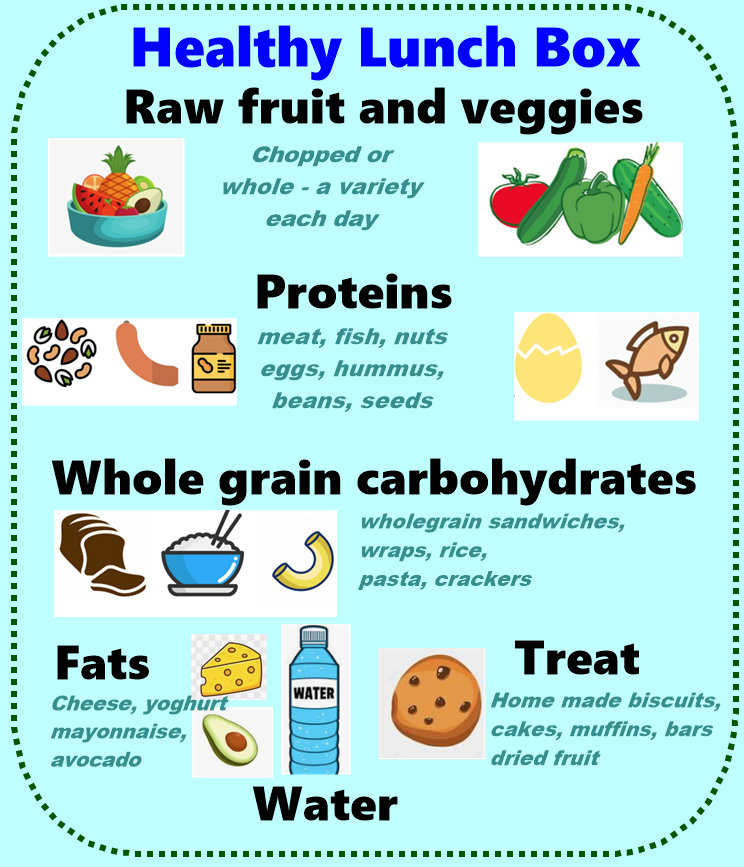 Healthy Lunch Box
Raw fruit and veggies
Chopped or
whole - a variety
each day
Proteins
meat, fish, nuts
eggs, hummus,
beans, seeds
Whole grain carbohydrates
wholegrain sandwiches,
wraps, rice,
pasta, crackers
Fats
Cheese, yoghurt
mayonnaise,
avocado
WATER
Water
Treat
Home made biscuits,
cakes, muffins, bars
dried fruit